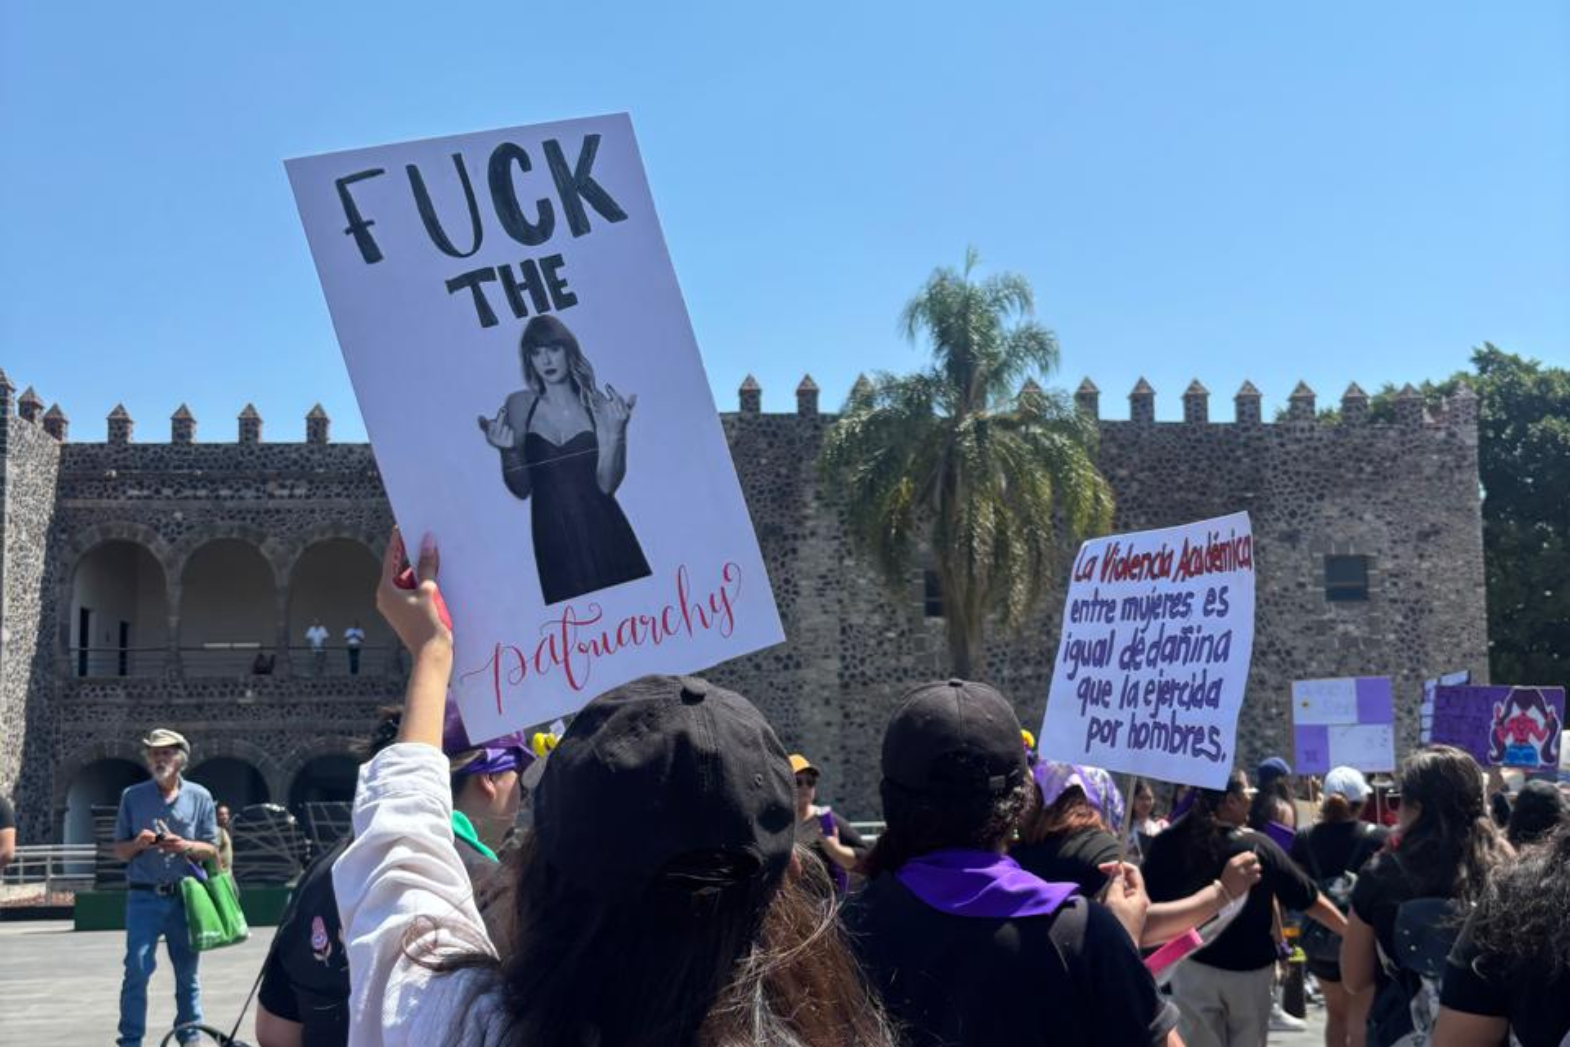 FUCK
THE
patriarchy
La Violencia Académica
entre mujeres es
igual de dañina
que la ejercida
por hombres.